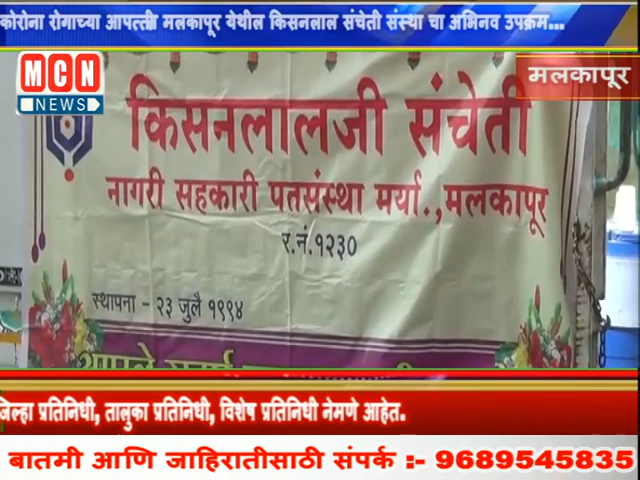 कोरोना रोगाच्या आपत्ती मलकापूर येथील किसनलाल संचेती संस्था चा अभिनव उपक्रम...
MCN
NEWS
मलकापूर
किसनलालजी संचेती
नागरी सहकारी पतसंस्था मर्या.,मलकापूर
र.नं.१२३०
स्थापना - २३ जुलै १९९४
जिल्हा प्रतिनिधी, तालुका प्रतिनिधी, विशेष प्रतिनिधी नेमणे आहेत.
बातमी आणि जाहिरातीसाठी संपर्क :- 9689545835